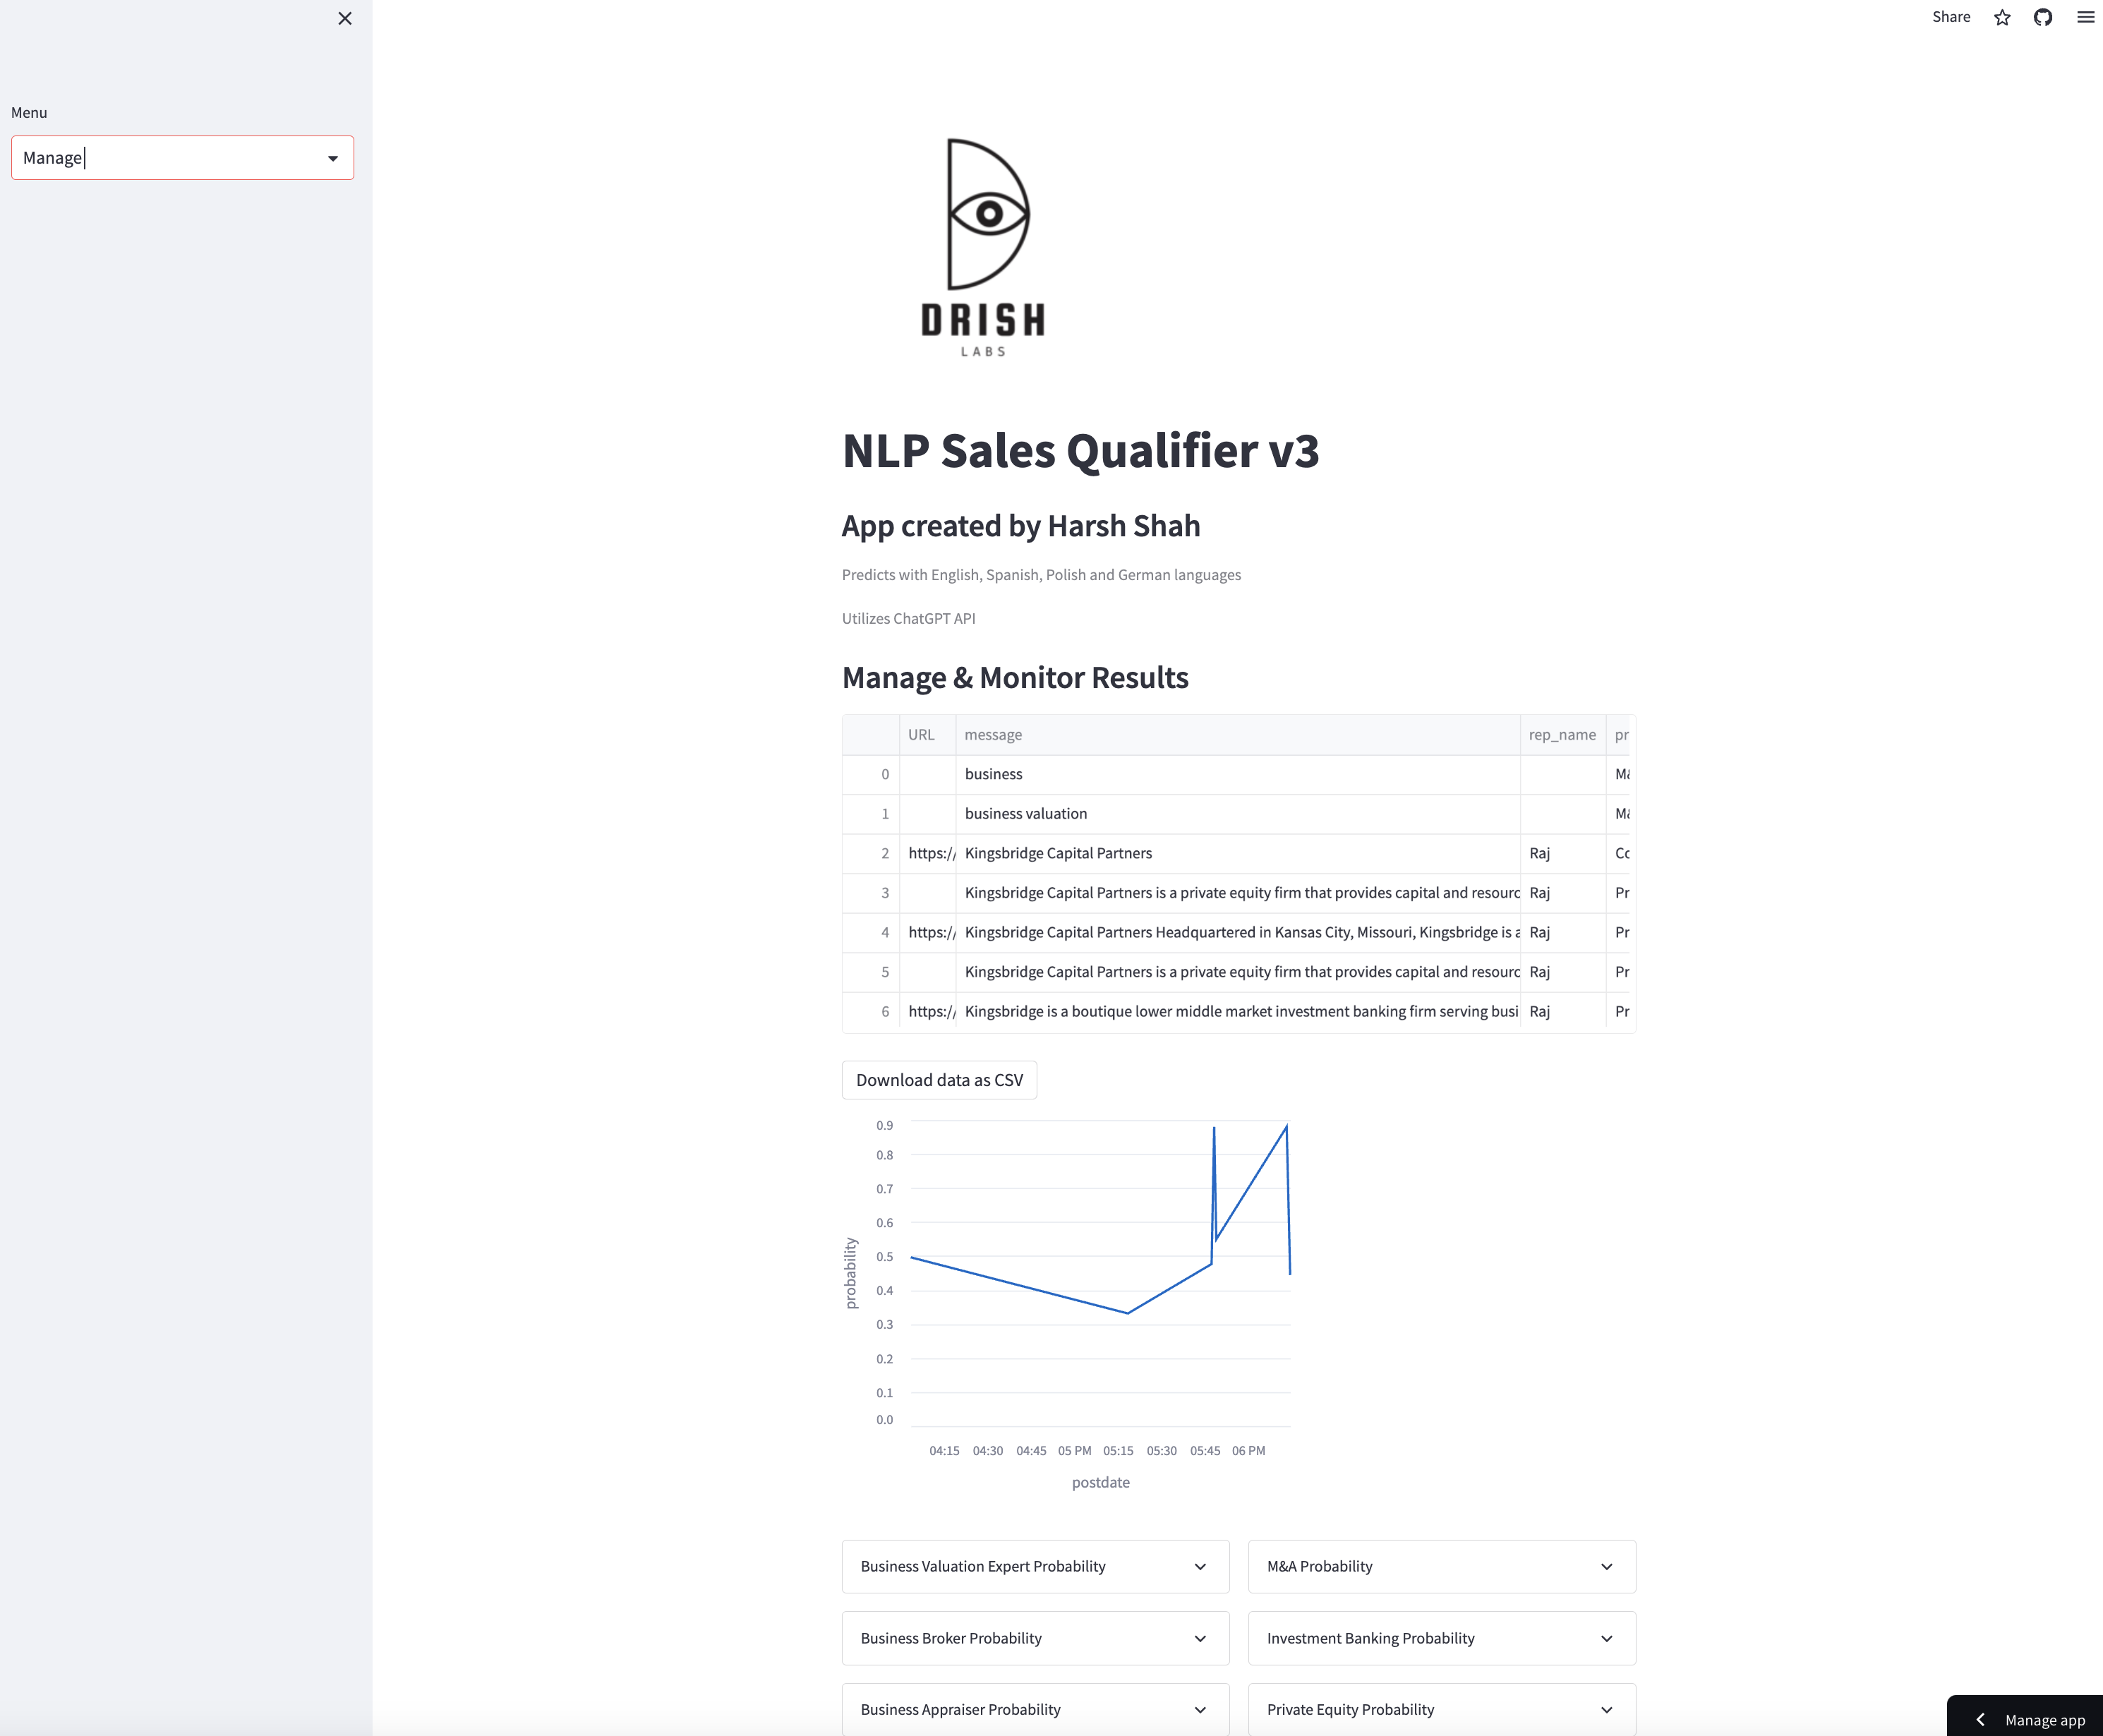 Share
Menu
Manage
DRISH
LABS
NLP Sales Qualifier v3
App created by Harsh Shah
Predicts with English, Spanish, Polish and German languages
Utilizes ChatGPT API
Manage & Monitor Results
URL message rep_name pr
0 business M&
1 business valuation M&
2 https:// Kingsbridge Capital Partners Raj Co
3 Kingsbridge Capital Partners is a private equity firm that provides capital and resourc Raj Pr
4 https:// Kingsbridge Capital Partners Headquartered in Kansas City, Missouri, Kingsbridge is a Raj Pr
5 Kingsbridge Capital Partners is a private equity firm that provides capital and resourc Raj Pr
6 https:// Kingsbridge is a boutique lower middle market investment banking firm serving busi Raj Pr
Download data as CSV
0.9
0.8
0.7
0.6
0.5
0.4
0.3
0.2
0.1
0.0
probability
04:15 04:30 04:45 05 PM 05:15 05:30 05:45 06 PM
postdate
Business Valuation Expert Probability M&A Probability
Business Broker Probability Investment Banking Probability
Business Appraiser Probability Private Equity Probability
Manage app